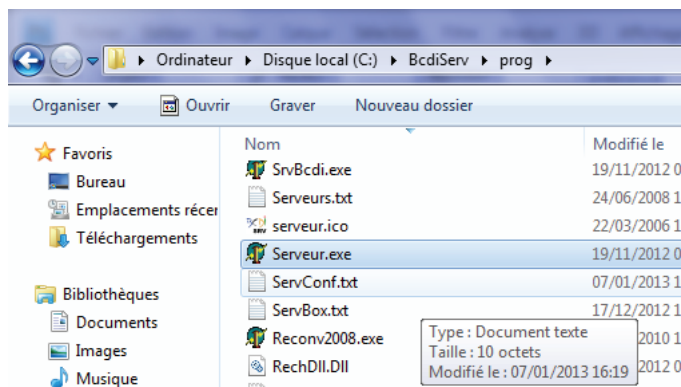 Ordinateur ▸ Disque local (C:) ▸ BcdiServ ▸ prog ▸
Organiser Ouvrir Graver Nouveau dossier
Nom Modifié le
Favoris
Bureau
Emplacements récer
Téléchargements
Bibliothèques
Documents
Images
Musique
SrvBcdi.exe 19/11/2012 0
Serveurs.txt 24/06/2008 1
serveur.ico 22/03/2006 1
Serveur.exe 19/11/2012 0
ServConf.txt 07/01/2013 1
ServBox.txt 17/12/2012 1
Reconv2008.exe 2010 1
RechDll.DII 2012 0
Type : Document texte
Taille : 10 octets
Modifié le : 07/01/2013 16:19